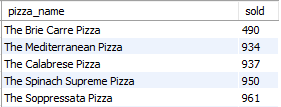 pizza_name sold
The Brie Carre Pizza 490
The Mediterranean Pizza 934
The Calabrese Pizza 937
The Spinach Supreme Pizza 950
The Soppressata Pizza 961